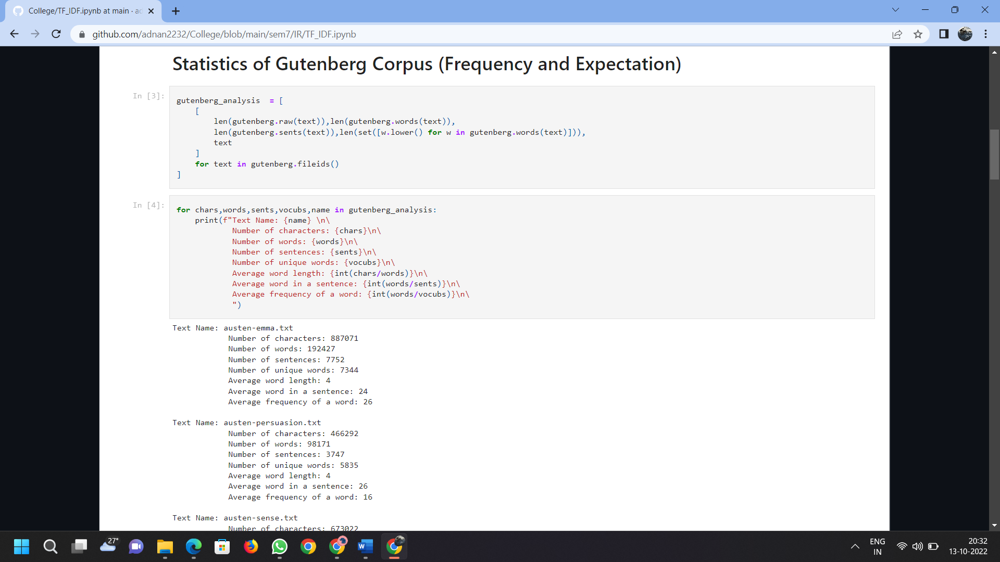 College/TF_IDF.ipynb at main · ad
github.com/adnan2232/College/blob/main/sem7/IR/TF_IDF.ipynb
Statistics of Gutenberg Corpus (Frequency and Expectation)
In [3]:
gutenberg_analysis  = [
    [
        len(gutenberg.raw(text)),len(gutenberg.words(text)),
        len(gutenberg.sents(text)),len(set([w.lower() for w in gutenberg.words(text)])),
        text
    ]
    for text in gutenberg.fileids()
]
In [4]:
for chars,words,sents,vocubs,name in gutenberg_analysis:
    print(f"Text Name: {name} \n\
            Number of characters: {chars}\n\
            Number of words: {words}\n\
            Number of sentences: {sents}\n\
            Number of unique words: {vocubs}\n\
            Average word length: {int(chars/words)}\n\
            Average word in a sentence: {int(words/sents)}\n\
            Average frequency of a word: {int(words/vocubs)}\n\
            ")
Text Name: austen-emma.txt
            Number of characters: 887071
            Number of words: 192427
            Number of sentences: 7752
            Number of unique words: 7344
            Average word length: 4
            Average word in a sentence: 24
            Average frequency of a word: 26
Text Name: austen-persuasion.txt
            Number of characters: 466292
            Number of words: 98171
            Number of sentences: 3747
            Number of unique words: 5835
            Average word length: 4
            Average word in a sentence: 26
            Average frequency of a word: 16
Text Name: austen-sense.txt
            Number of characters: 673022
27°
W
ENG
IN
20:32
13-10-2022